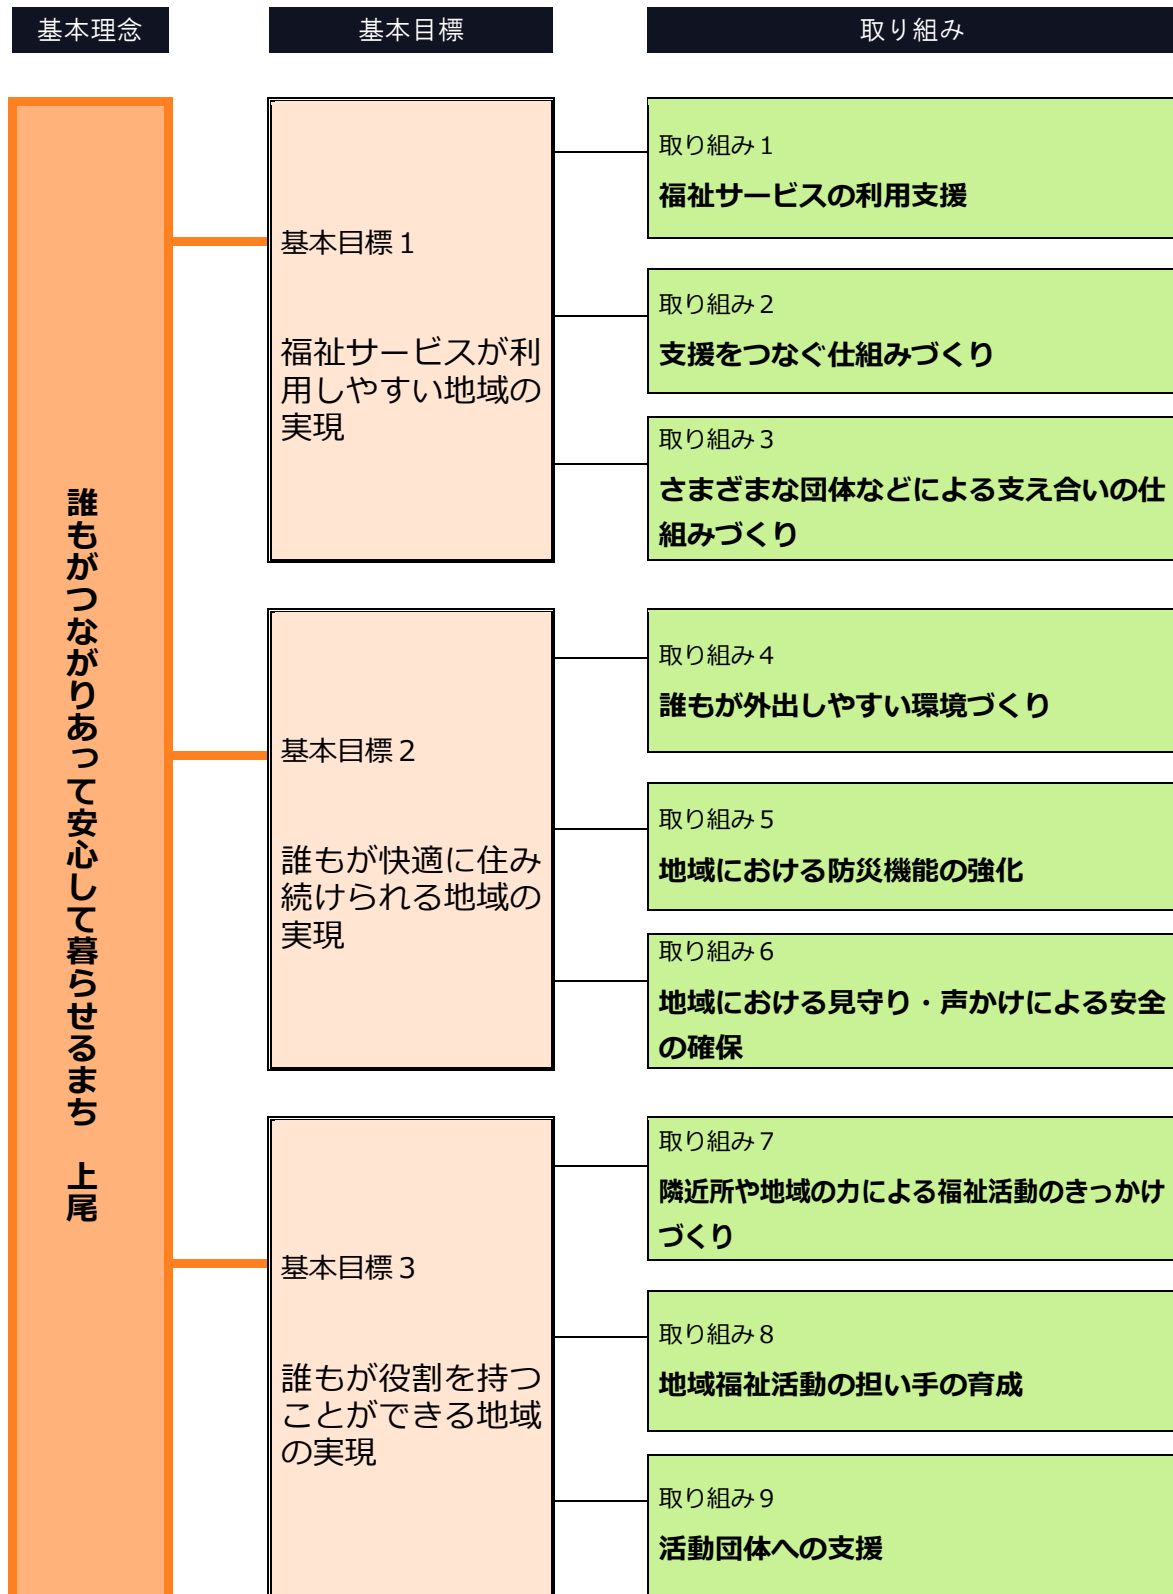 基本理念
基本目標
取り組み
誰もがつながりあって安心して暮らせるまち　上尾
基本目標１
福祉サービスが利
用しやすい地域の
実現
取り組み１
福祉サービスの利用支援
取り組み２
支援をつなぐ仕組みづくり
取り組み３
さまざまな団体などによる支え合いの仕
組みづくり
基本目標２
誰もが快適に住み
続けられる地域の
実現
取り組み４
誰もが外出しやすい環境づくり
取り組み５
地域における防災機能の強化
取り組み６
地域における見守り・声かけによる安全
の確保
基本目標３
誰もが役割を持つ
ことができる地域
の実現
取り組み７
隣近所や地域の力による福祉活動のきっかけ
づくり
取り組み８
地域福祉活動の担い手の育成
取り組み９
活動団体への支援